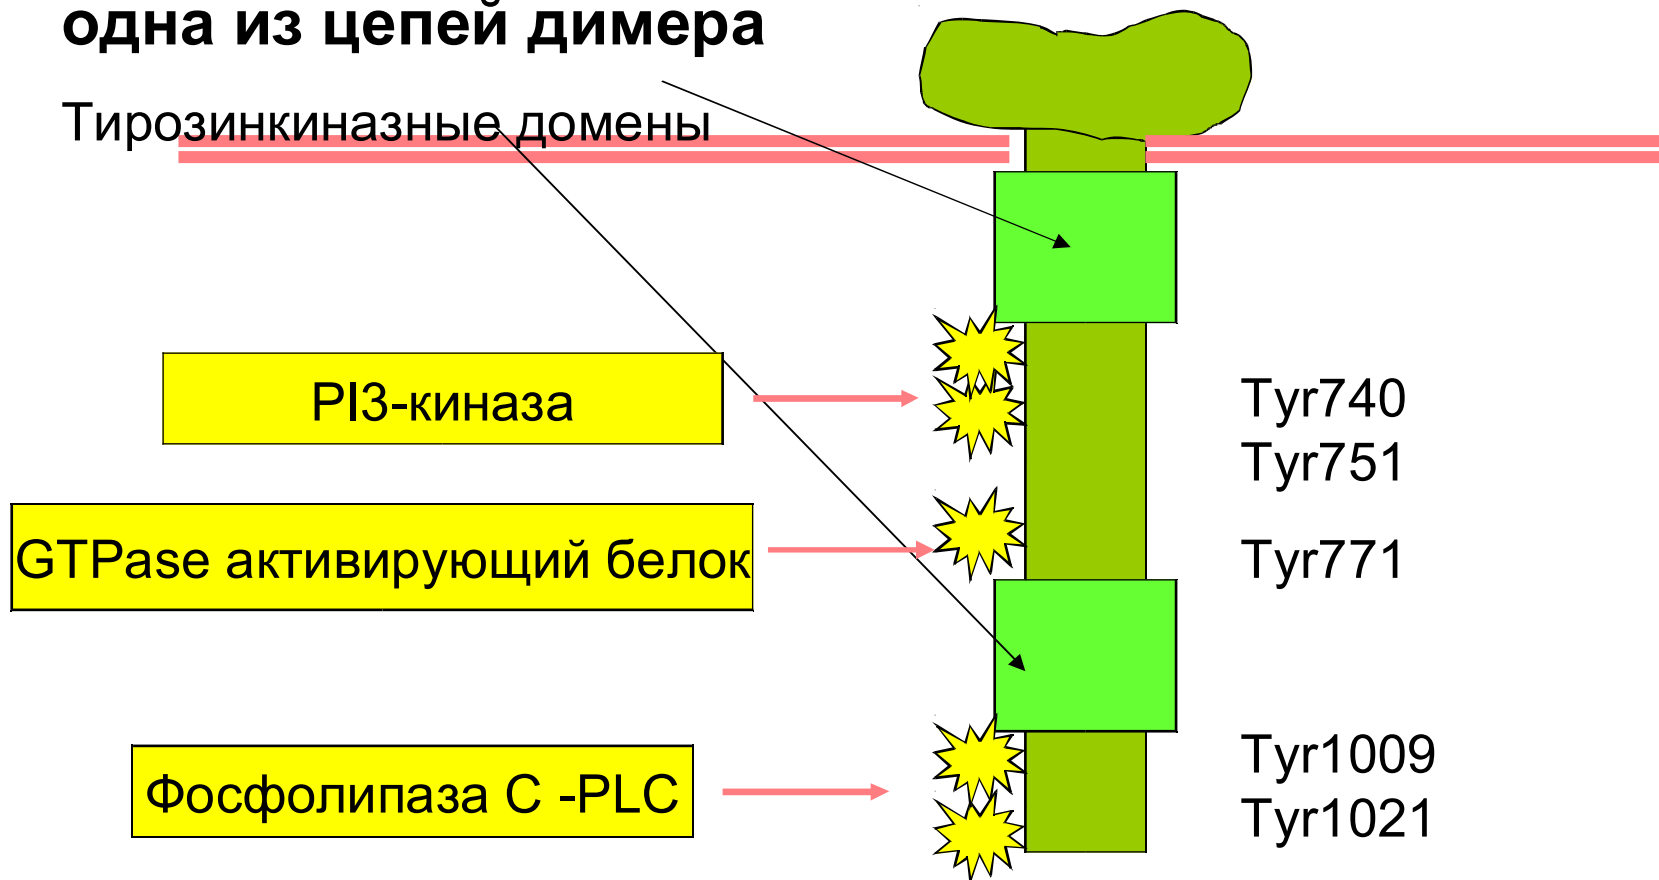 одна из цепей димера
Тирозинкиназные домены
PI3-киназа
Tyr740
Tyr751
GTPase активирующий белок
Tyr771
Фосфолипаза С -PLC
Tyr1009
Tyr1021